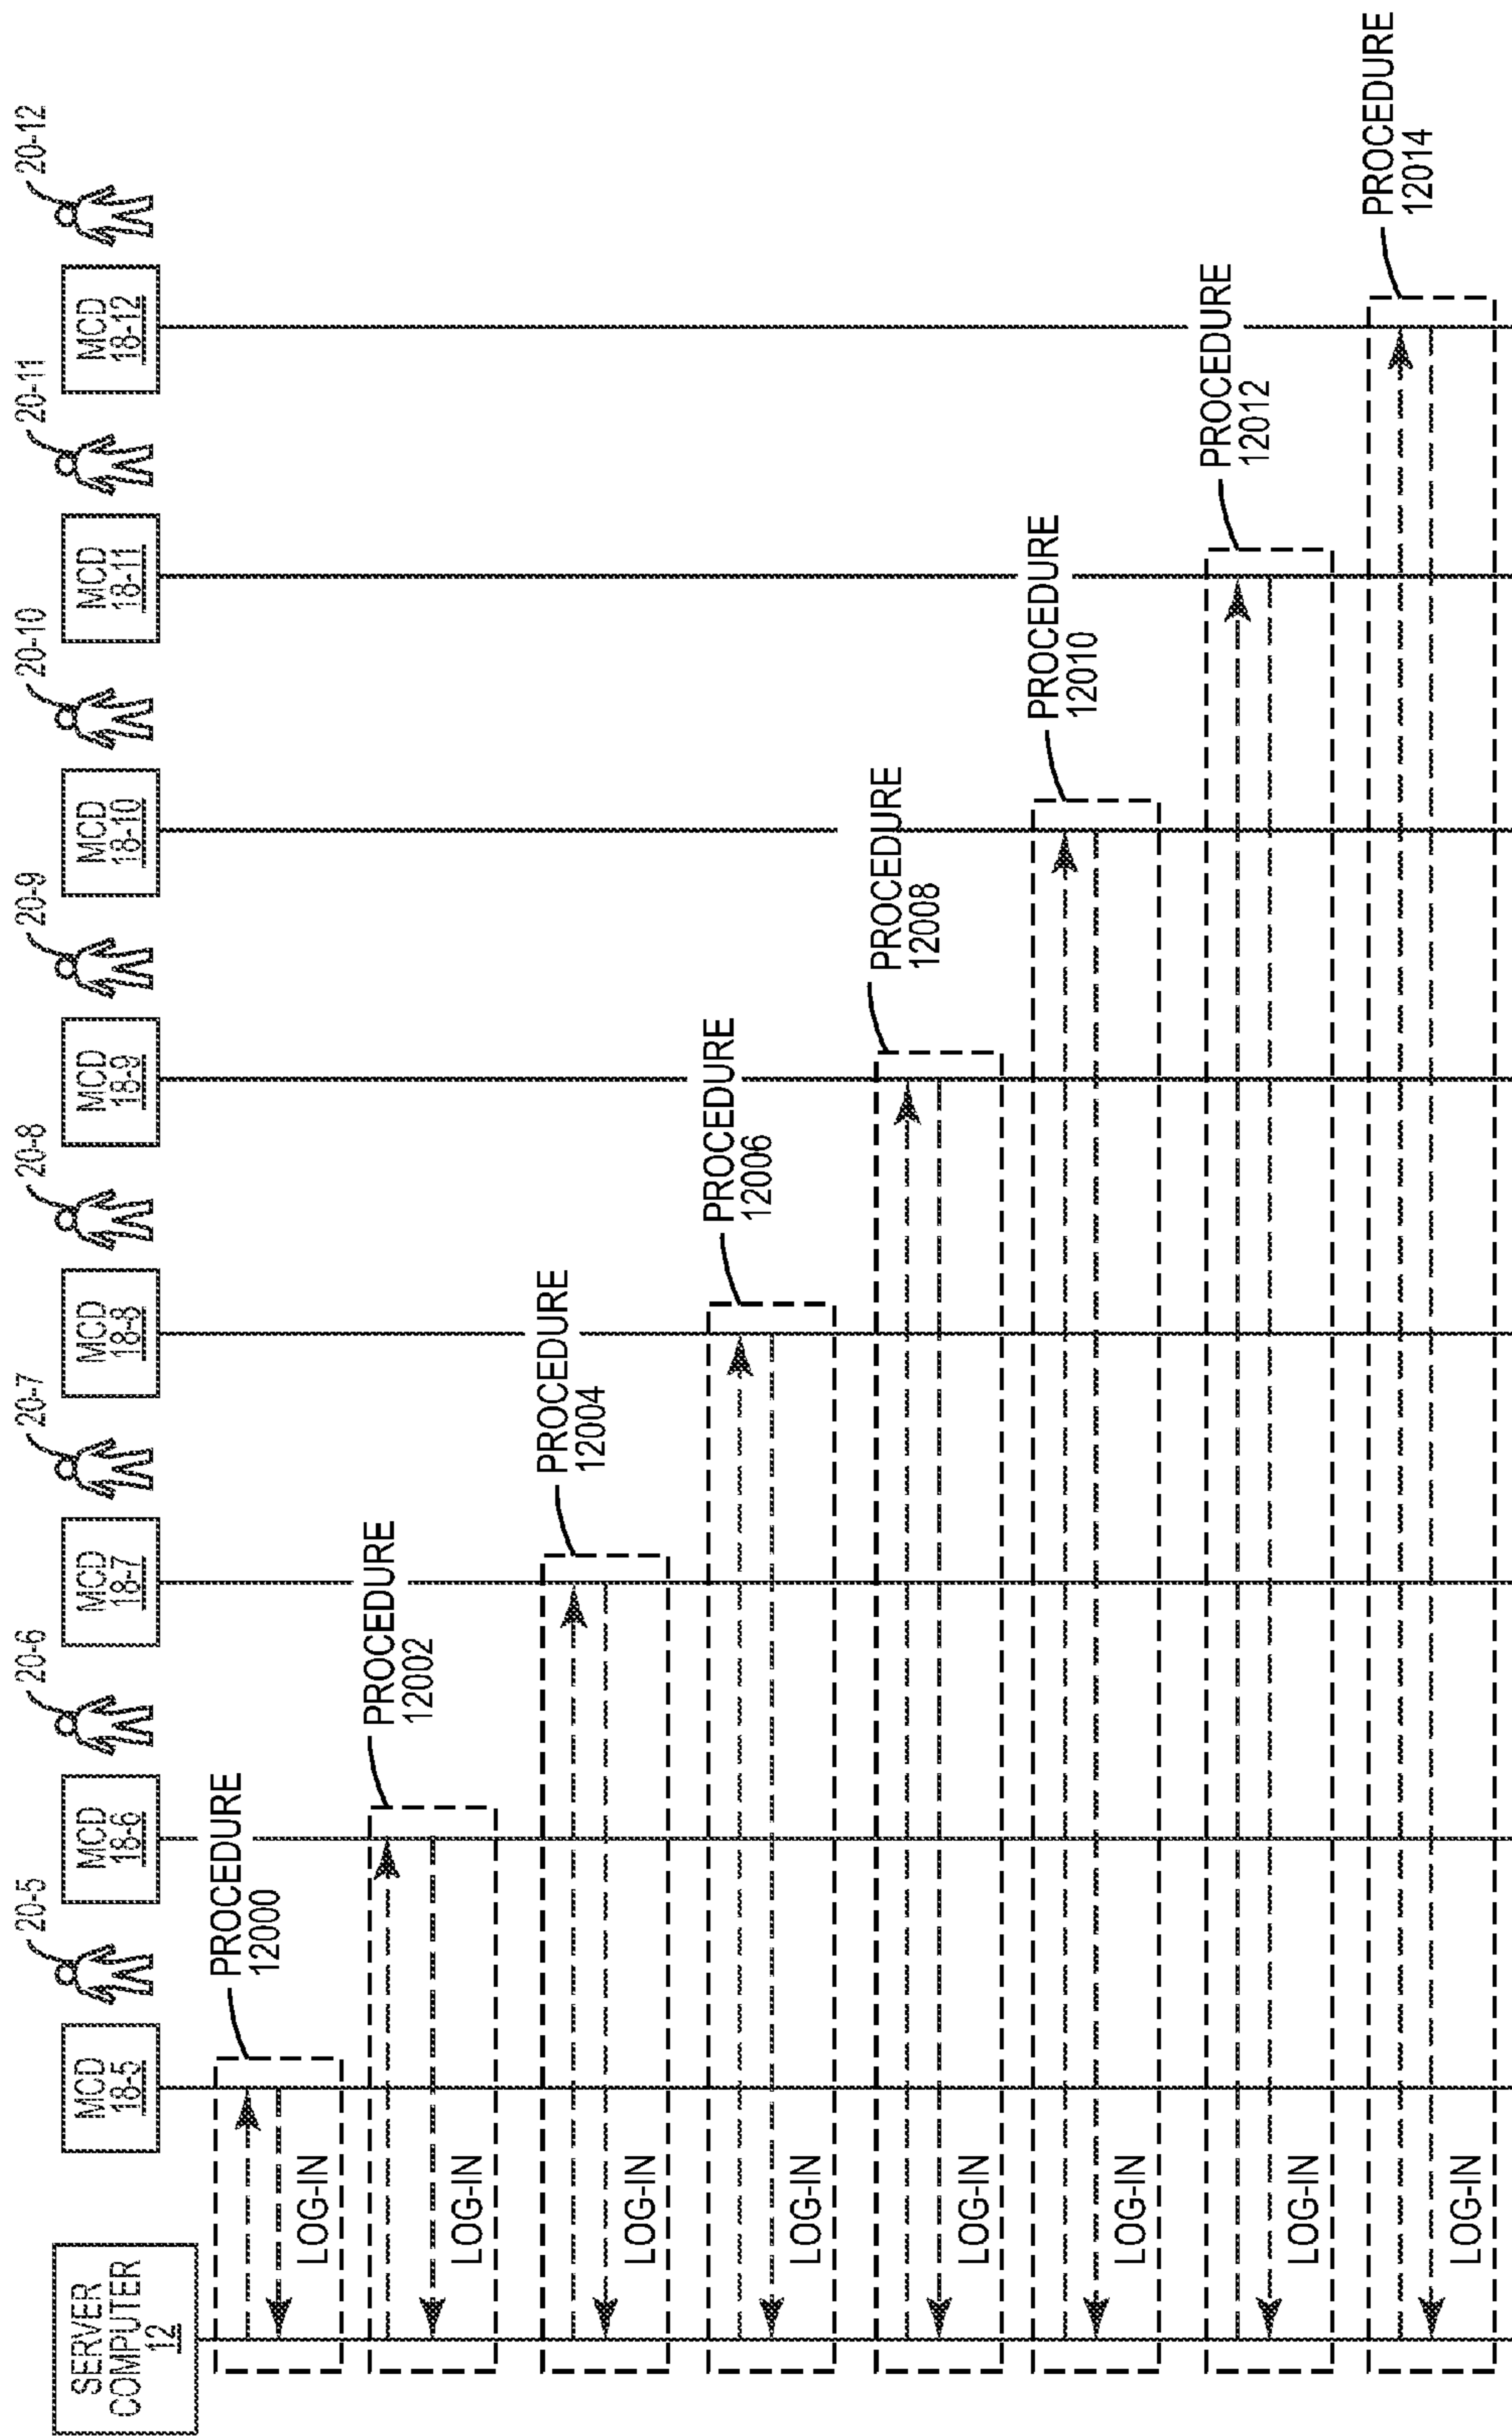 20-5
20-6
20-7
20-8
20-9
20-10
20-11
20-12
SERVER
COMPUTER
12
MCD
18-5
MCD
18-6
MCD
18-7
MCD
18-8
MCD
18-9
MCD
18-10
MCD
18-11
MCD
18-12
PROCEDURE
12000
LOG-IN
PROCEDURE
12002
LOG-IN
PROCEDURE
12004
LOG-IN
PROCEDURE
12006
LOG-IN
PROCEDURE
12008
LOG-IN
PROCEDURE
12010
LOG-IN
PROCEDURE
12012
LOG-IN
PROCEDURE
12014
LOG-IN